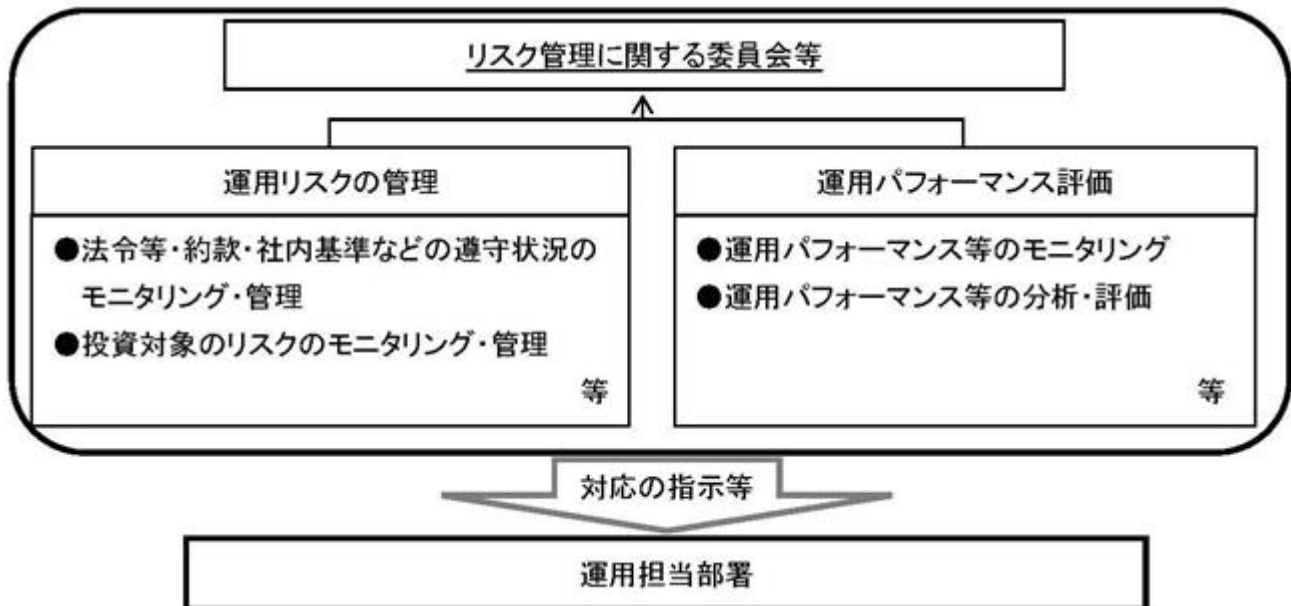 リスク管理に関する委員会等
運用リスクの管理
●法令等・約款・社内基準などの遵守状況の
モニタリング・管理
●投資対象のリスクのモニタリング・管理
等
運用パフォーマンス評価
●運用パフォーマンス等のモニタリング
●運用パフォーマンス等の分析・評価
等
対応の指示等
運用担当部署